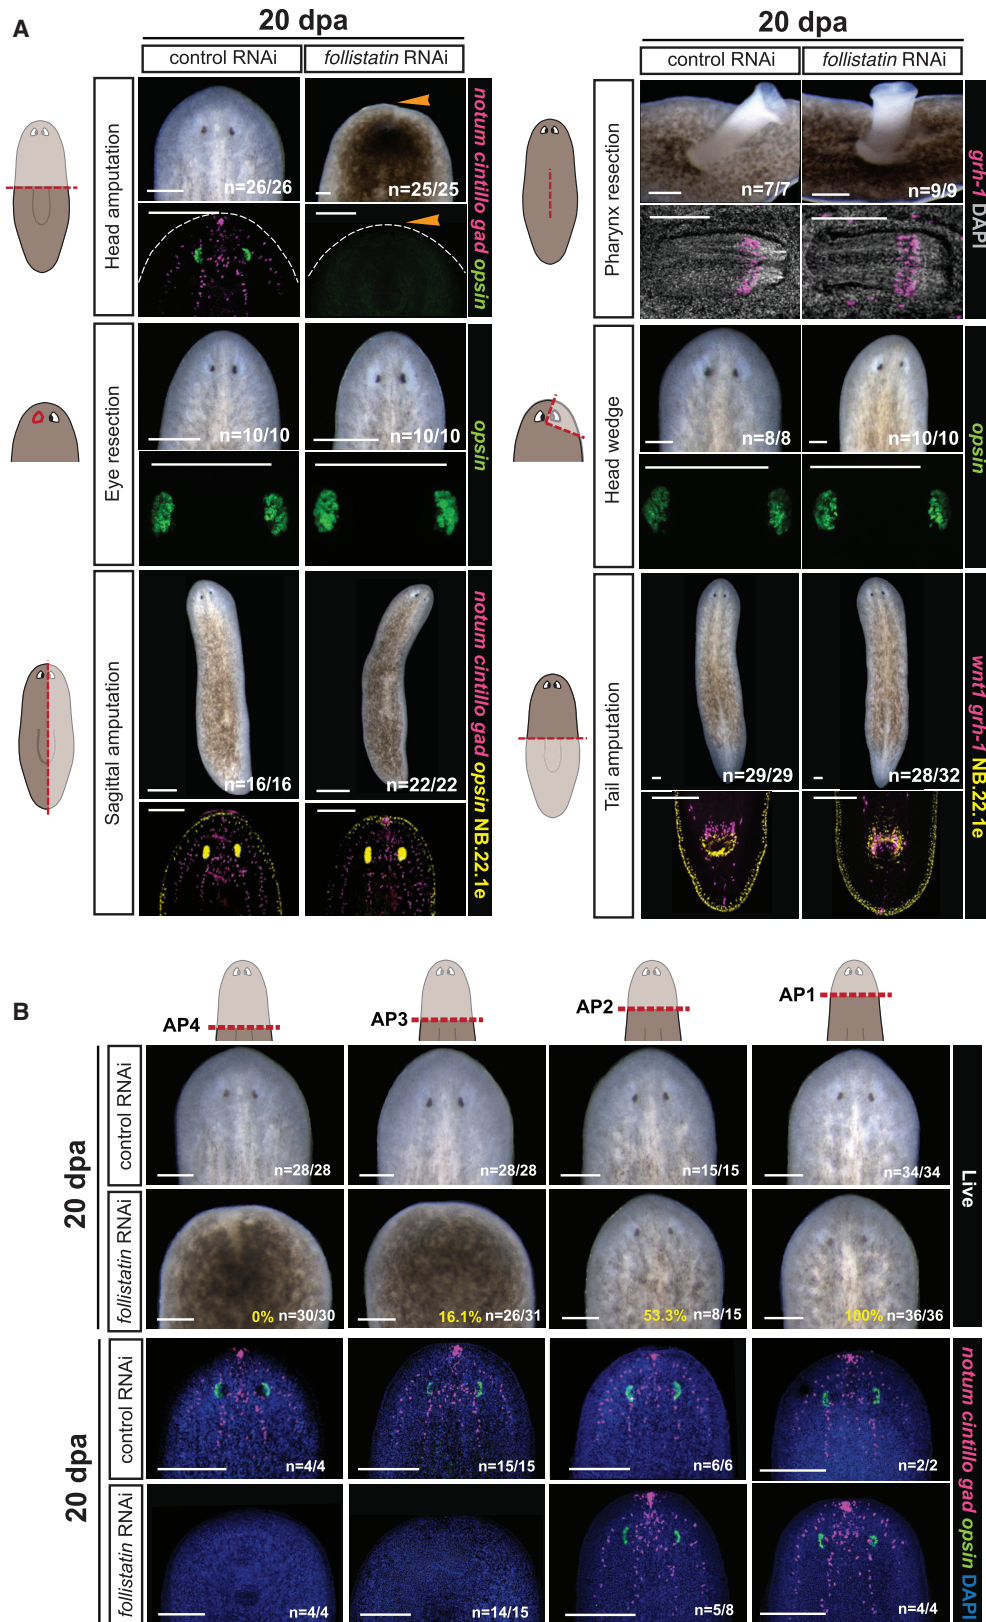 A
20 dpa
control RNAi
follistatin RNAi
Head amputation
n=26/26
n=25/25
notum cintillo gad opsin
Eye resection
n=10/10
n=10/10
opsin
Sagittal amputation
n=16/16
n=22/22
notum cintillo gad opsin NB.22.1e
20 dpa
control RNAi
follistatin RNAi
Pharynx resection
n=7/7
n=9/9
grh-1 DAPI
Head wedge
n=8/8
n=10/10
opsin
Tail amputation
n=29/29
n=28/32
wnt1 grh-1 NB.22.1e
B
AP4
AP3
AP2
AP1
20 dpa
control RNAi
n=28/28
n=28/28
n=15/15
n=34/34
Live
follistatin RNAi
0% n=30/30
16.1% n=26/31
53.3% n=8/15
100% n=36/36
20 dpa
control RNAi
n=4/4
n=15/15
n=6/6
n=2/2
notum cintillo gad opsin DAPI
follistatin RNAi
n=4/4
n=14/15
n=5/8
n=4/4